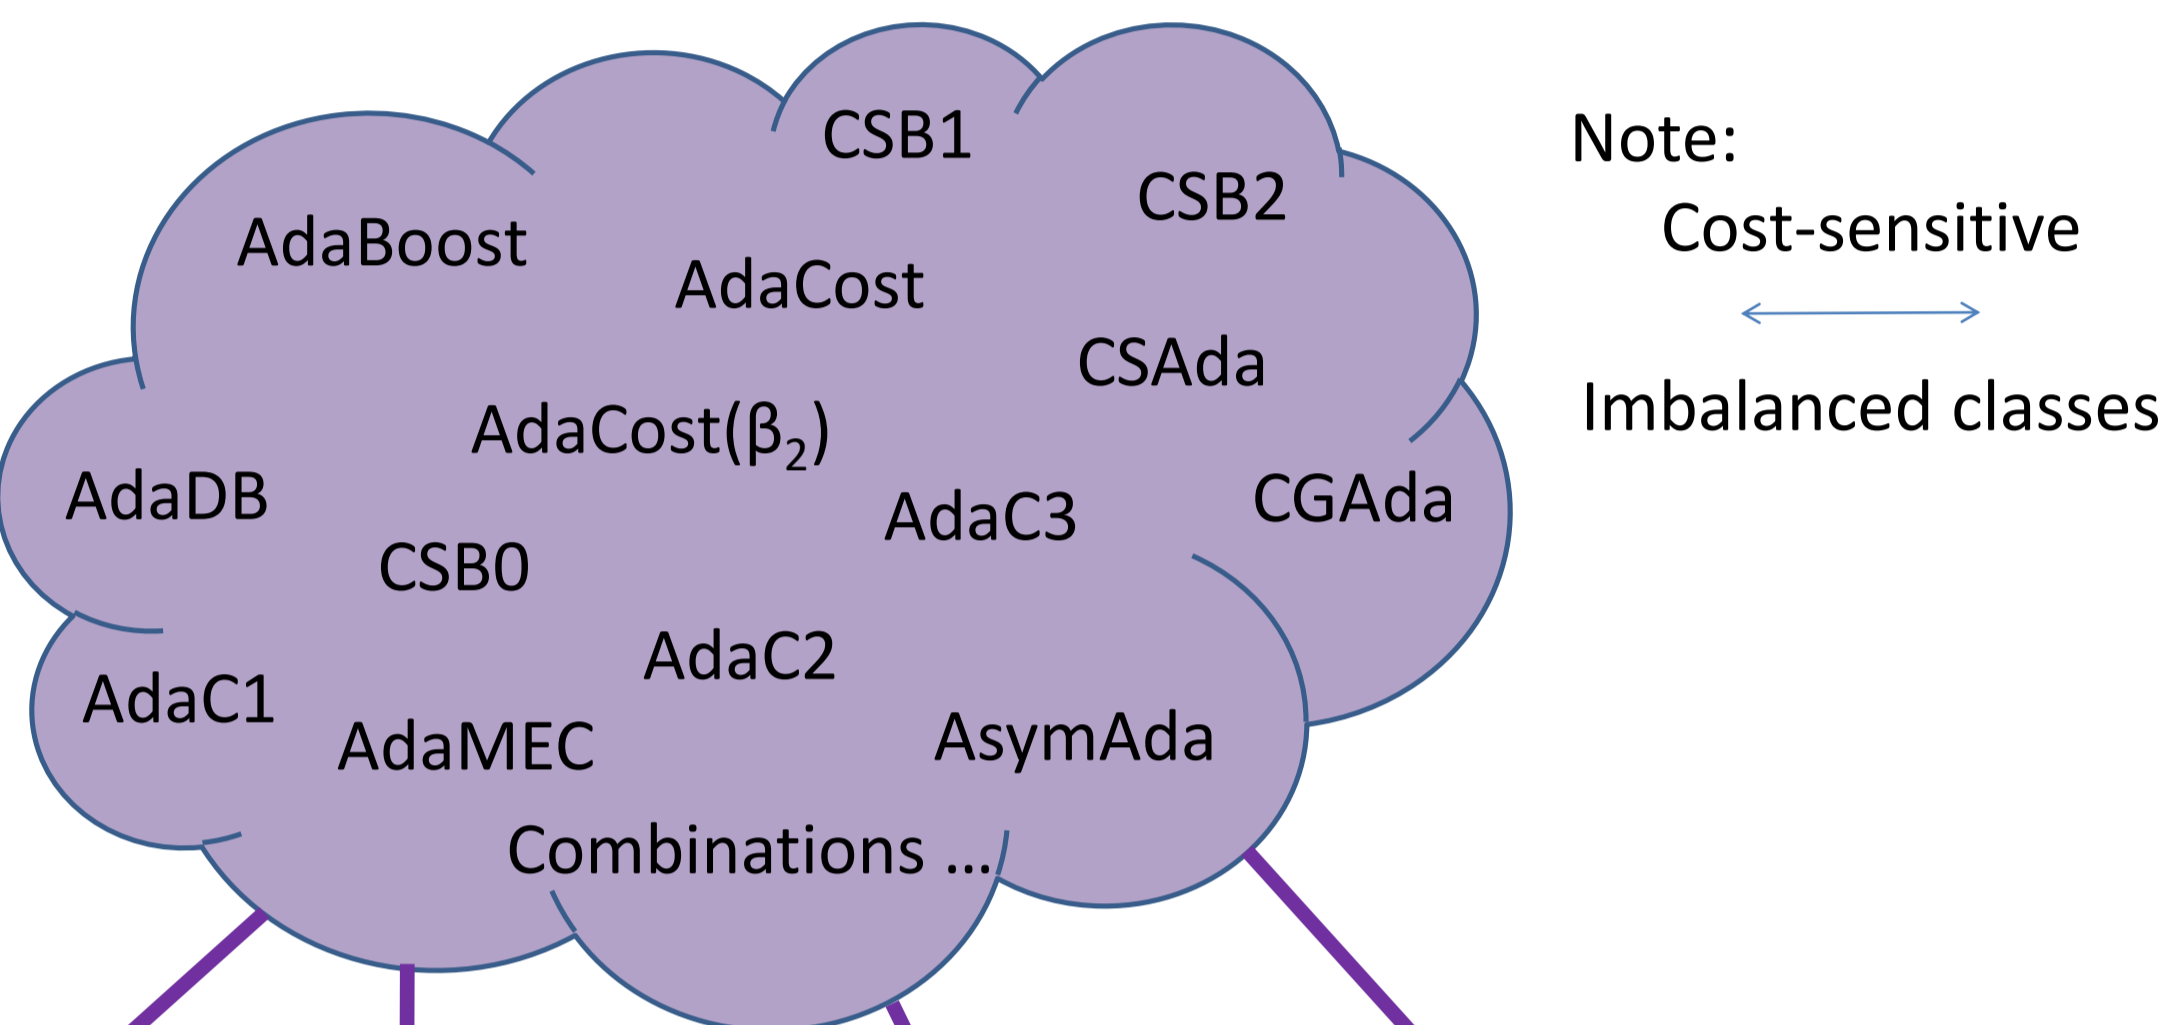 CSB1
CSB2
AdaBoost
AdaCost
CSAda
AdaCost(β₂)
AdaDB
CGAda
AdaC3
CSB0
AdaC2
AdaC1
AdaMEC
AsymAda
Combinations ...
Note:
Cost-sensitive
Imbalanced classes